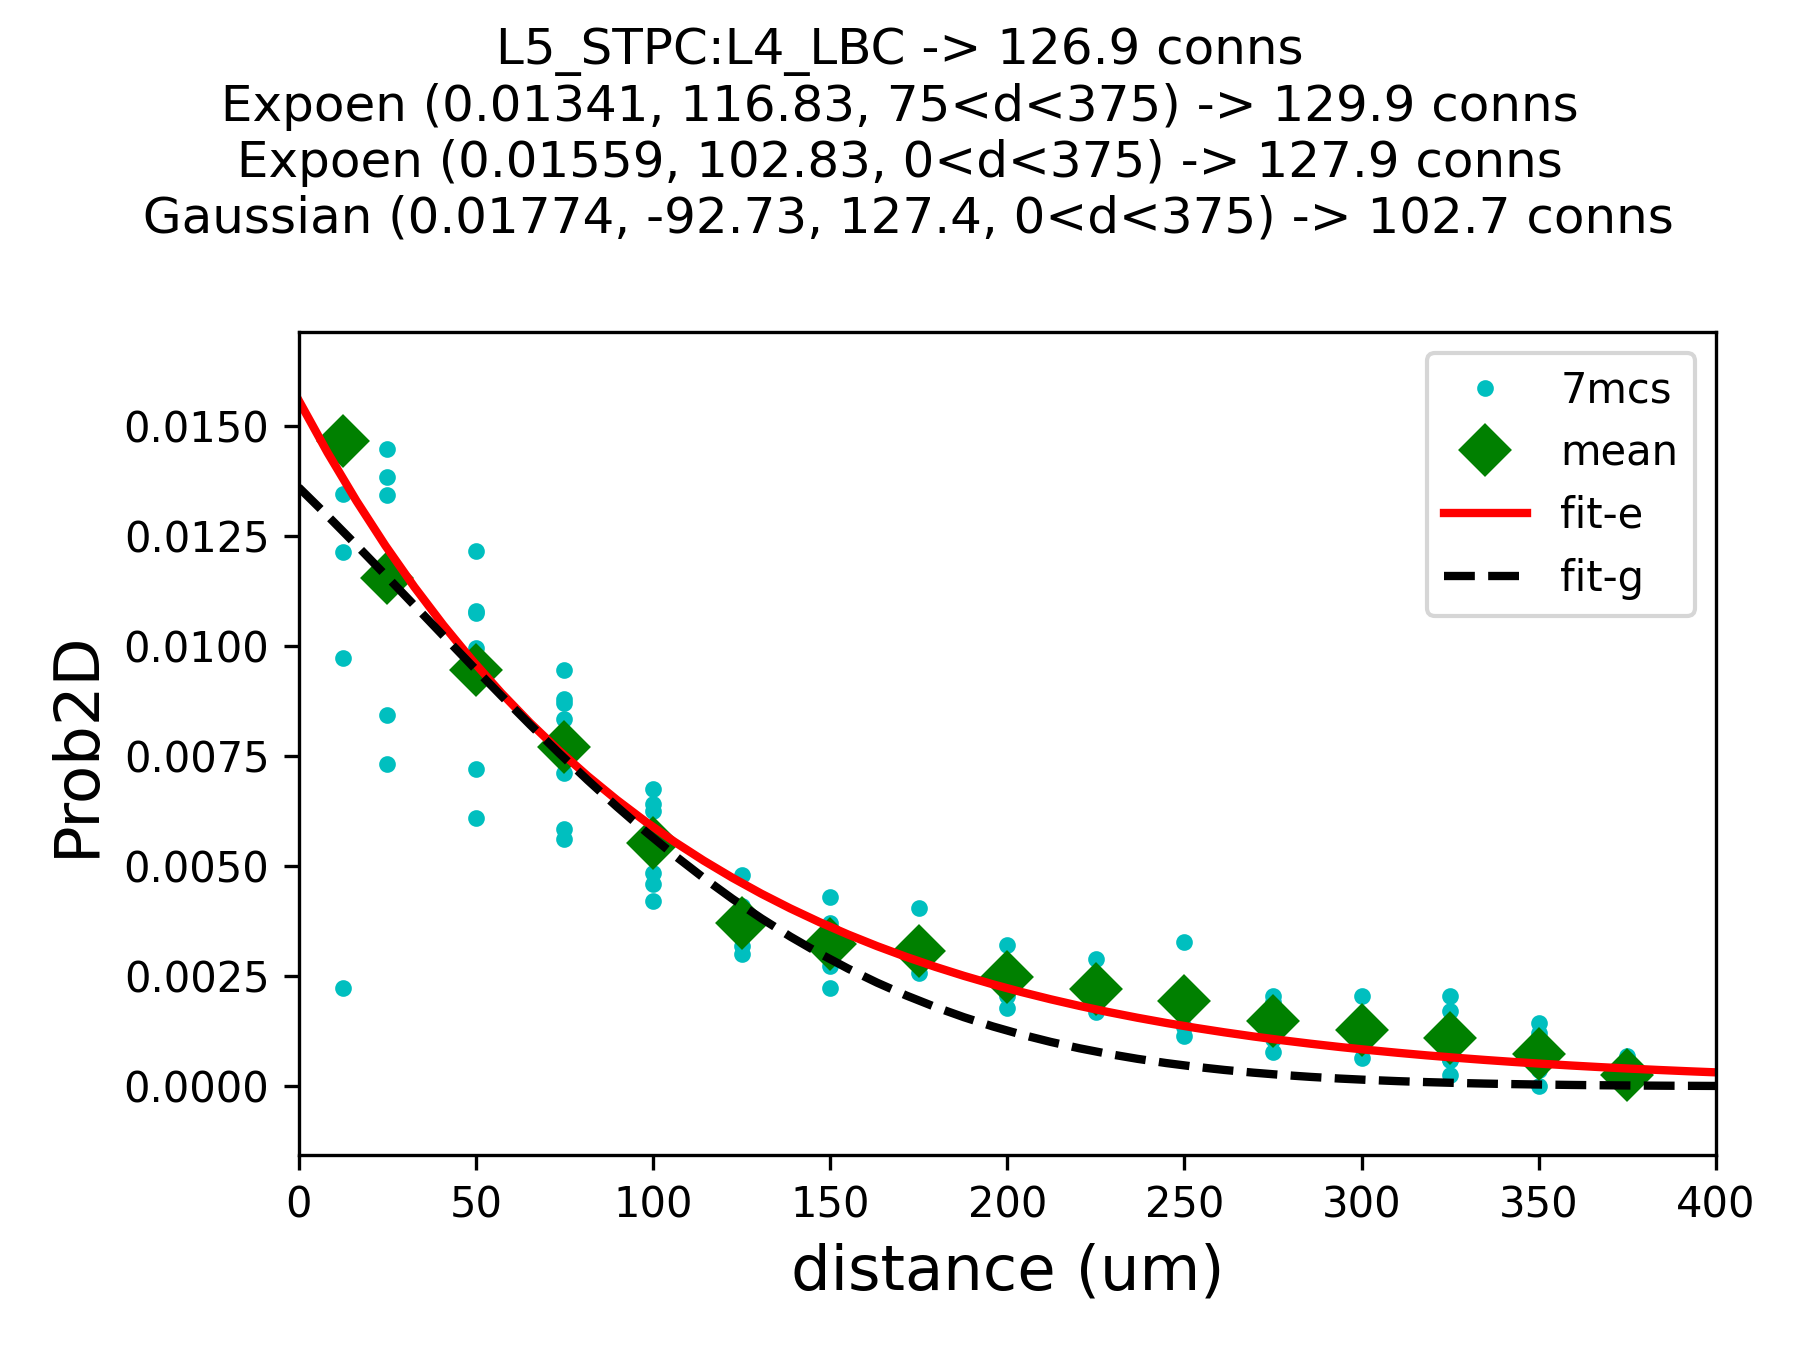 L5_STPC:L4_LBC -> 126.9 conns
Expoen (0.01341, 116.83, 75<d<375) -> 129.9 conns
Expoen (0.01559, 102.83, 0<d<375) -> 127.9 conns
Gaussian (0.01774, -92.73, 127.4, 0<d<375) -> 102.7 conns
7mcs
mean
fit-e
fit-g
Prob2D
0.0150
0.0125
0.0100
0.0075
0.0050
0.0025
0.0000
0 50 100 150 200 250 300 350 400
distance (um)